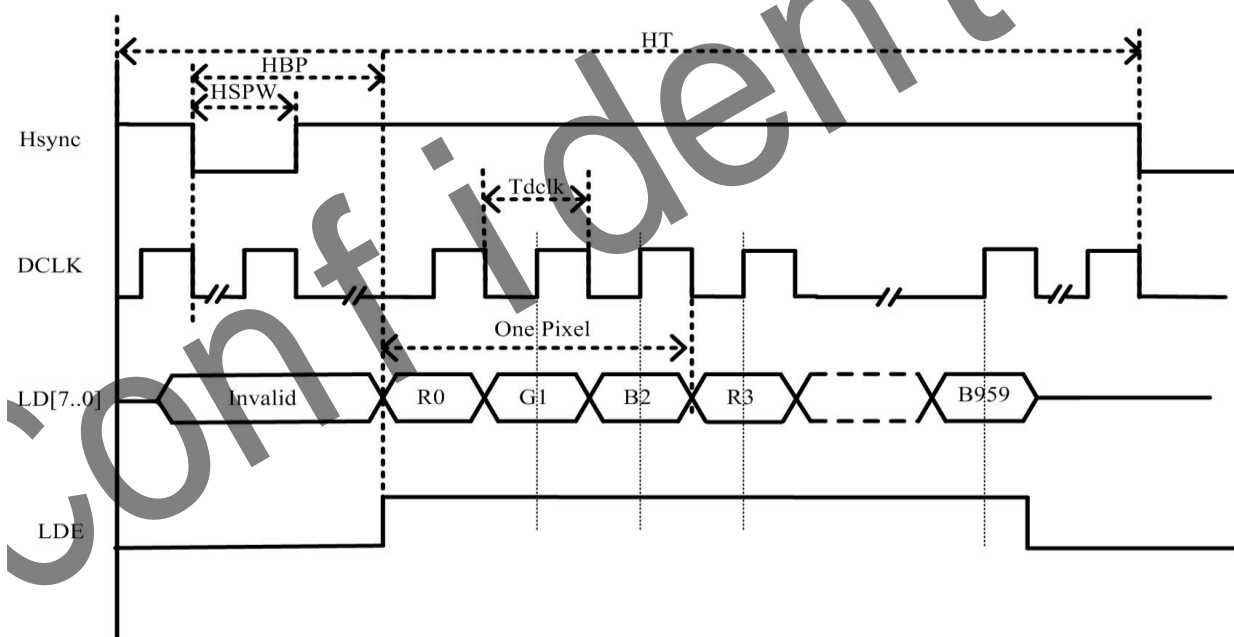 HT
HBP
HSPW
Hsync
Tdclk
DCLK
One Pixel
LD[7..0] Invalid R0 G1 B2 R3 B959
LDE
Confident